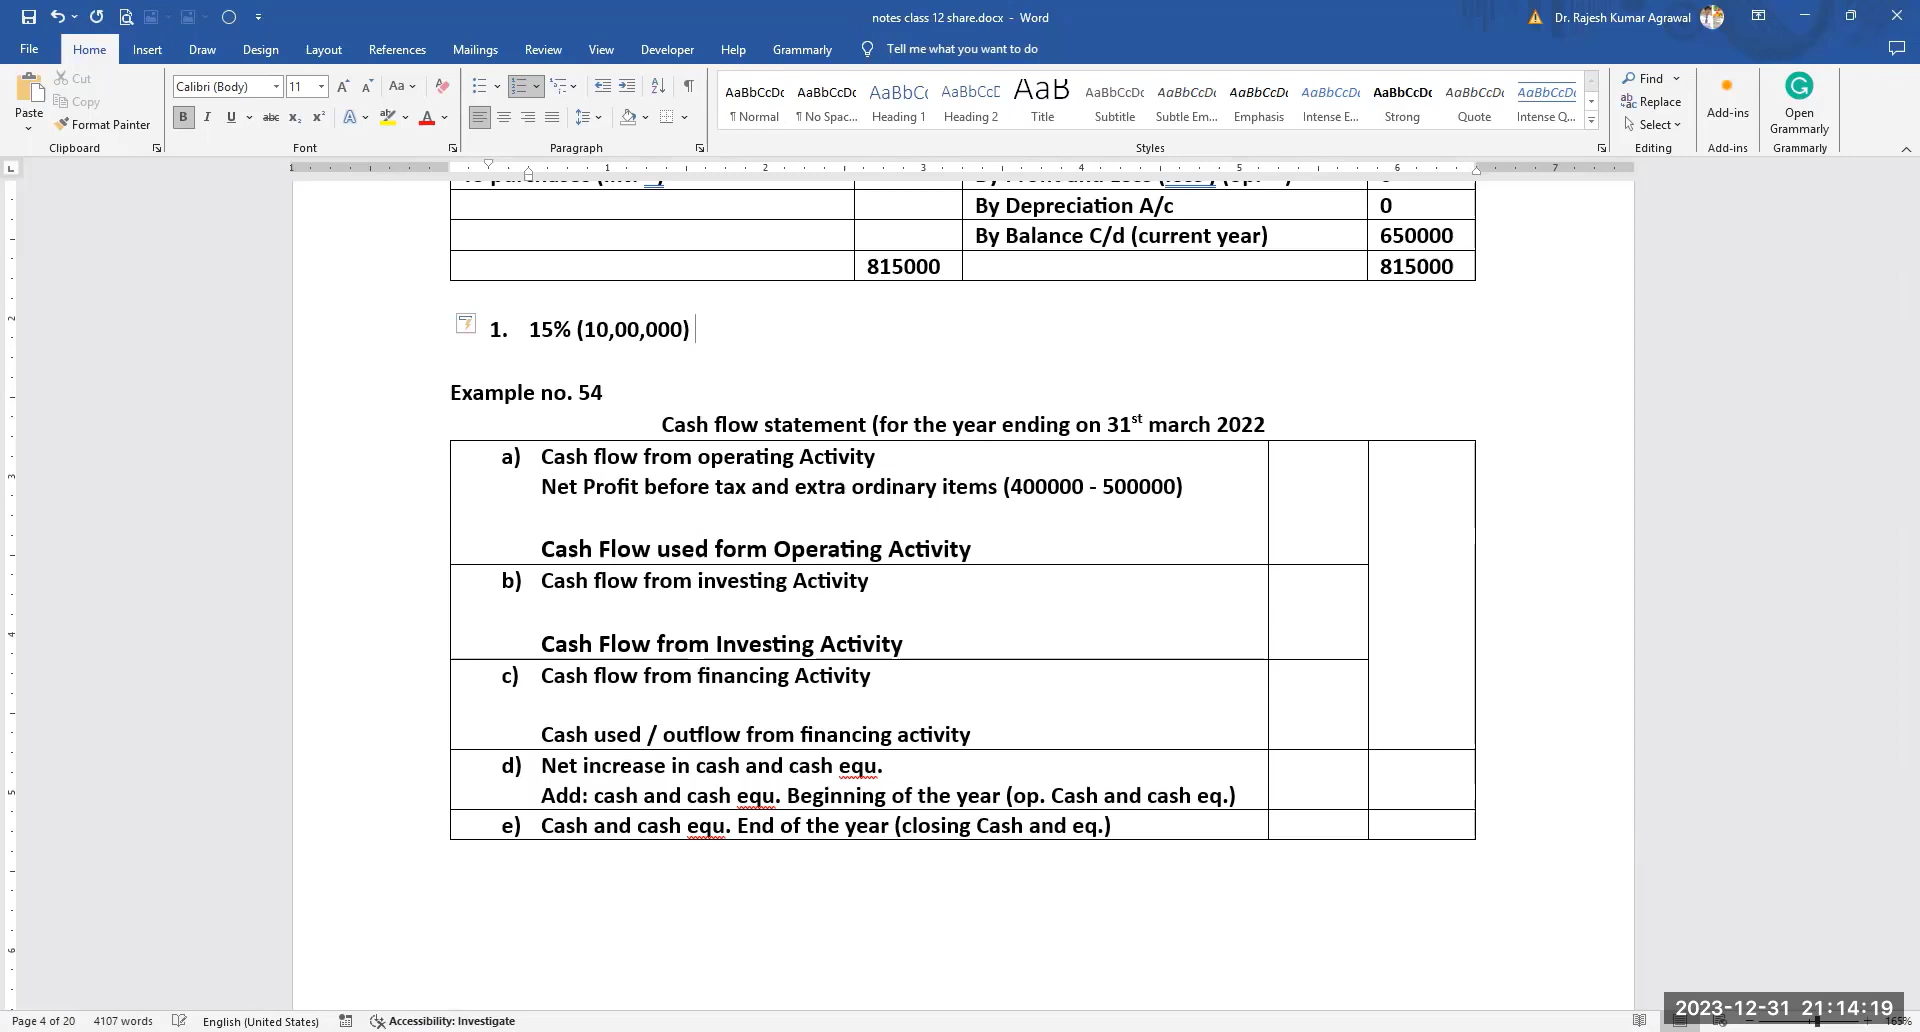 notes class 12 share.docx - Word
Dr. Rajesh Kumar Agrawal
File Home Insert Draw Design Layout References Mailings Review View Developer Help Grammarly Tell me what you want to do
Paste
Cut
Copy
Format Painter
Clipboard
Calibri (Body) 11
Font
Paragraph
AaBbCcDc AaBbCcDc AaBbC AaBbCcD AaB AaBbCcDc AaBbCcDc AaBbCcDc AaBbCcDc AaBbCcDc AaBbCcDc AaBbCcDc
¶ Normal ¶ No Spac... Heading 1 Heading 2 Title Subtitle Subtle Em... Emphasis Intense E... Strong Quote Intense Q...
Styles
Find
Replace
Select
Editing
Add-ins
Add-ins
Open Grammarly
Grammarly
By Depreciation A/c 0
By Balance C/d (current year) 650000
815000 815000
1. 15% (10,00,000)
Example no. 54
Cash flow statement (for the year ending on 31st march 2022
a) Cash flow from operating Activity
Net Profit before tax and extra ordinary items (400000 - 500000)
Cash Flow used form Operating Activity
b) Cash flow from investing Activity
Cash Flow from Investing Activity
c) Cash flow from financing Activity
Cash used / outflow from financing activity
d) Net increase in cash and cash equ.
Add: cash and cash equ. Beginning of the year (op. Cash and cash eq.)
e) Cash and cash equ. End of the year (closing Cash and eq.)
Page 4 of 20 4107 words English (United States) Accessibility: Investigate
2023-12-31 21:14:19
165%